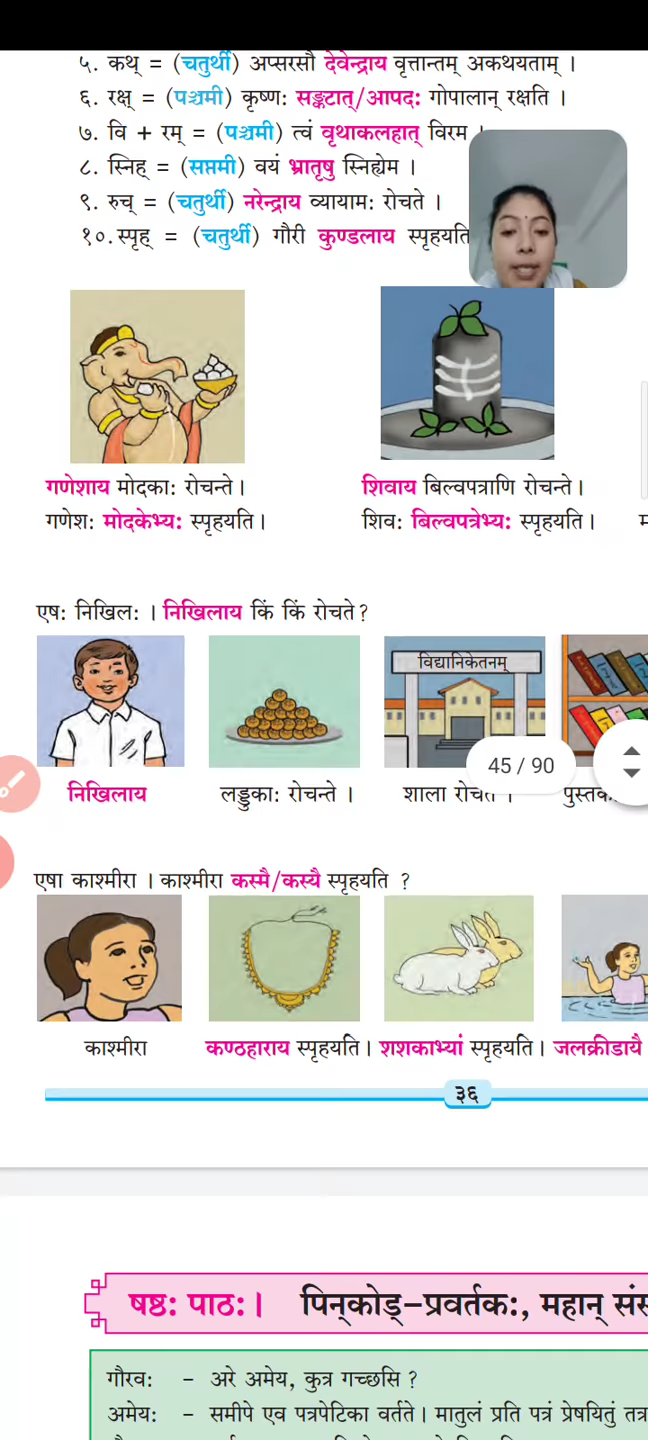 ५. कथ् = (चतुर्थी) अप्सरसौ देवेन्द्राय वृत्तान्तम् अकथयताम् ।
६. रक्ष् = (पञ्चमी) कृष्ण: सङ्कटात्/आपद: गोपालान् रक्षति ।
७. वि + रम् = (पञ्चमी) त्वं वृथाकलहात् विरम ।
८. स्निह् = (सप्तमी) वयं भ्रातृषु स्निह्येम ।
९. रुच् = (चतुर्थी) नरेन्द्राय व्यायाम: रोचते ।
१०. स्पृह् = (चतुर्थी) गौरी कुण्डलाय स्पृहयति
गणेशाय मोदका: रोचन्ते । शिवाय बिल्वपत्राणि रोचन्ते ।
गणेश: मोदकेभ्य: स्पृहयति । शिव: बिल्वपत्रेभ्य: स्पृहयति ।
एष: निखिल: । निखिलाय किं किं रोचते ?
विद्यानिकेतनम्
45 / 90
निखिलाय लड्डुका: रोचन्ते । शाला रोचते ।
एषा काश्मीरा । काश्मीरा कस्मै/कस्यै स्पृहयति ?
काश्मीरा कण्ठहाराय स्पृहयति । शशकाभ्यां स्पृहयति । जलक्रीडायै
३६
षष्ठ: पाठ: । पिन्‌कोड्-प्रवर्तक:, महान्
गौरव: - अरे अमेय, कुत्र गच्छसि ?
अमेय: - समीपे एव पत्रपेटिका वर्तते । मातुलं प्रति पत्रं प्रेषयितुं तत्र